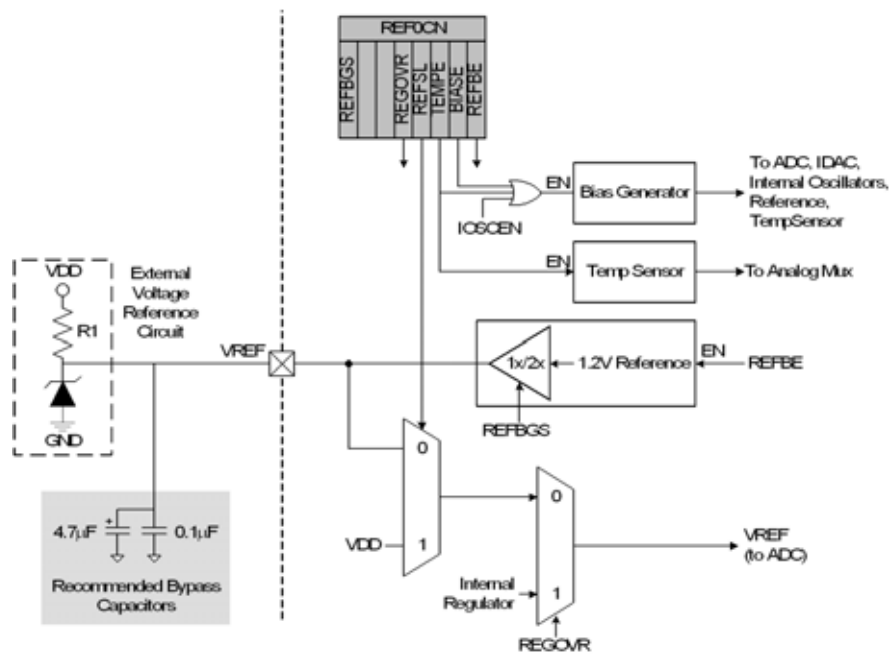 REF0CN
REFBGS
REGOVR
REFSL
TEMPE
BIASE
REFBE
EN
Bias Generator
To ADC, IDAC,
Internal Oscillators,
Reference,
TempSensor
IOSCEN
EN
Temp Sensor
To Analog Mux
VDD
R1
GND
External
Voltage
Reference
Circuit
VREF
1x/2x
1.2V Reference
EN
REFBE
REFBGS
0
1
VDD
0
1
Internal
Regulator
REGOVR
VREF
(to ADC)
4.7µF
+
0.1µF
Recommended Bypass
Capacitors